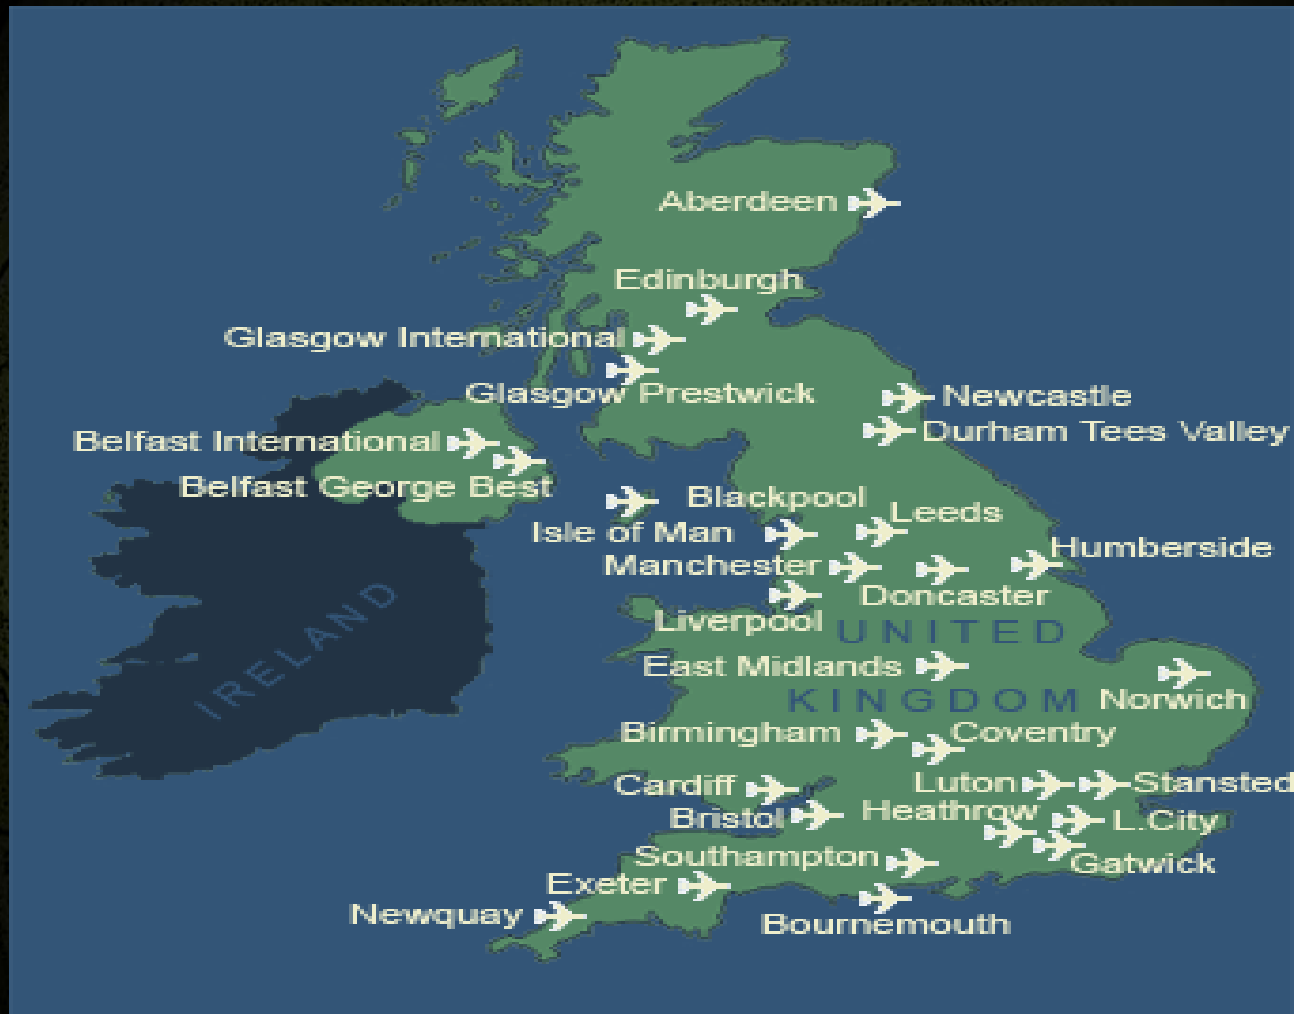 Aberdeen
Edinburgh
Glasgow International
Glasgow Prestwick
Newcastle
Durham Tees Valley
Belfast International
Belfast George Best
Blackpool
Leeds
Isle of Man
Humberside
Manchester
Doncaster
Liverpool
IRELAND
UNITED
East Midlands
KINGDOM
Norwich
Birmingham
Coventry
Cardiff
Luton
Stansted
Bristol
Heathrow
L.City
Southampton
Gatwick
Exeter
Newquay
Bournemouth